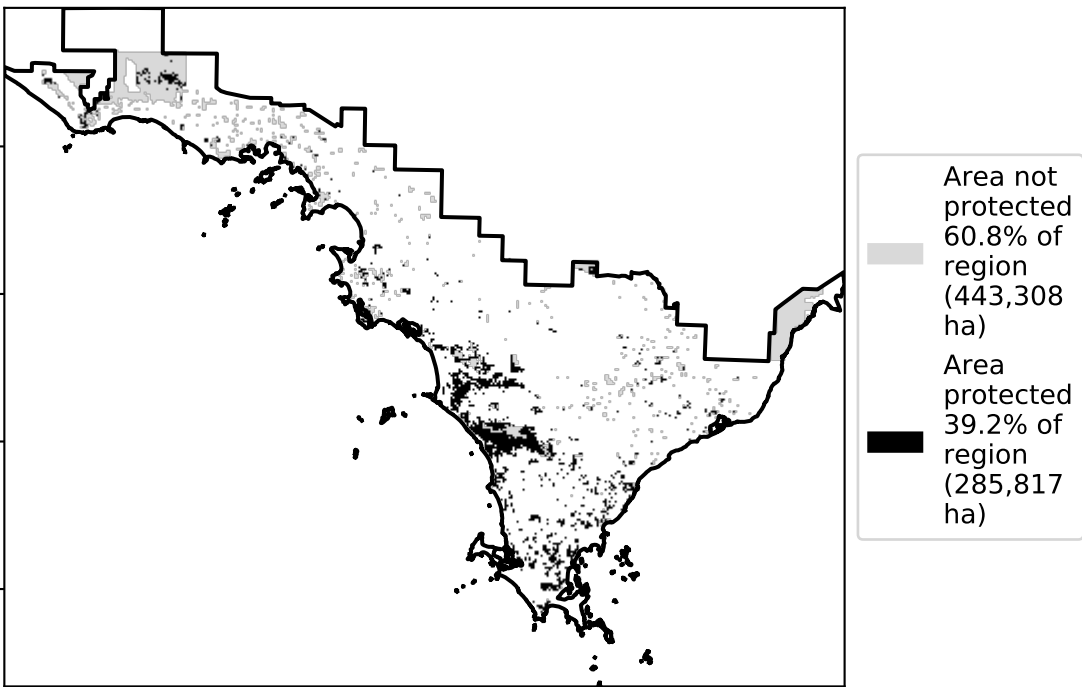 Area not
protected
60.8% of
region
(443,308
ha)
Area
protected
39.2% of
region
(285,817
ha)